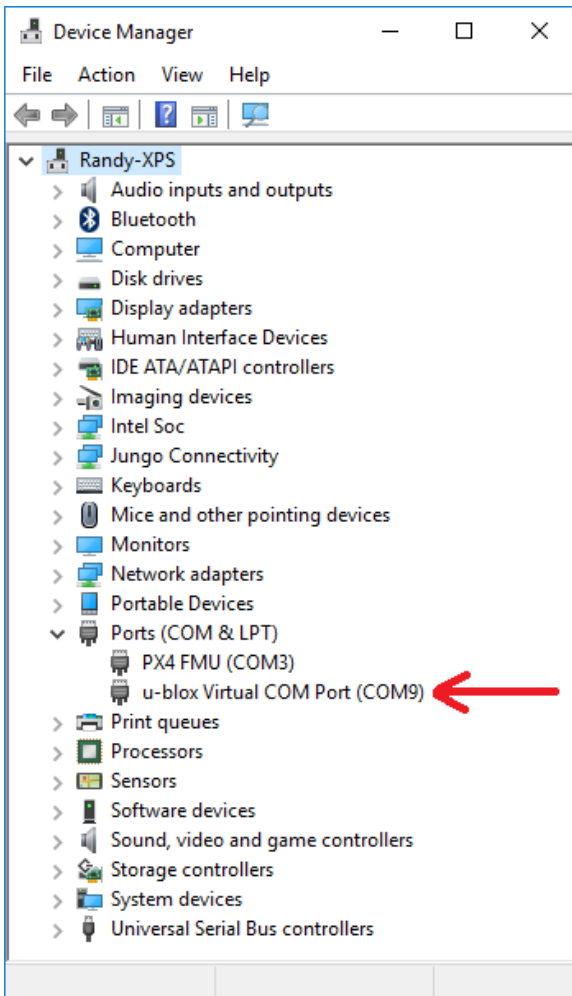 Device Manager
File Action View Help
Randy-XPS
Audio inputs and outputs
Bluetooth
Computer
Disk drives
Display adapters
Human Interface Devices
IDE ATA/ATAPI controllers
Imaging devices
Intel Soc
Jungo Connectivity
Keyboards
Mice and other pointing devices
Monitors
Network adapters
Portable Devices
Ports (COM & LPT)
PX4 FMU (COM3)
u-blox Virtual COM Port (COM9)
Print queues
Processors
Sensors
Software devices
Sound, video and game controllers
Storage controllers
System devices
Universal Serial Bus controllers